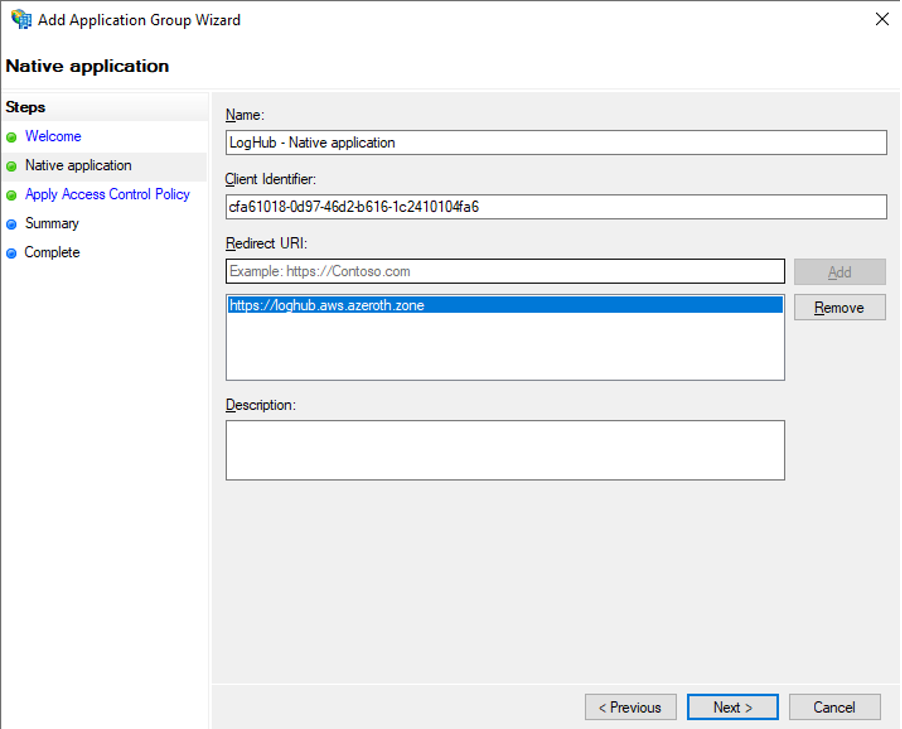 Add Application Group Wizard
Native application
Steps
Welcome
Native application
Apply Access Control Policy
Summary
Complete
Name:
LogHub - Native application
Client Identifier:
cfa61018-0d97-46d2-b616-1c2410104fa6
Redirect URI:
Example: https://Contoso.com
Add
https://loghub.aws.azeroth.zone
Remove
Description:
< Previous
Next >
Cancel